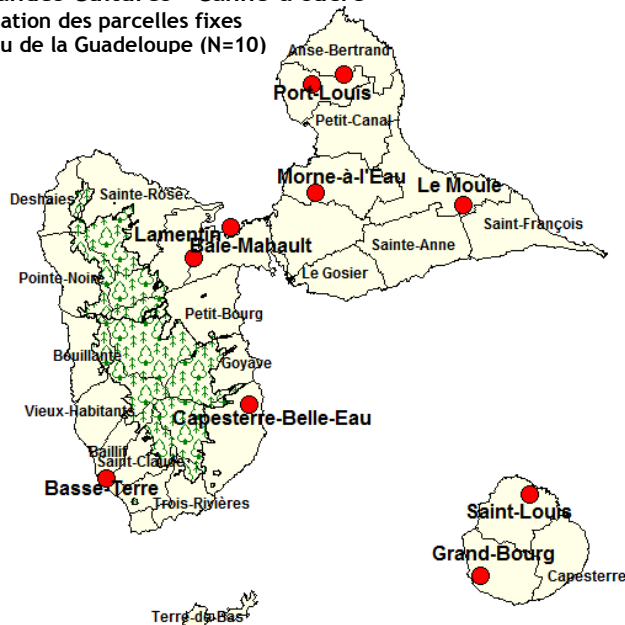 ation des parcelles fixes
u de la Guadeloupe (N=10)
Anse-Bertrand
Port-Louis
Petit-Canal
Morne-à-l'Eau
Le Moule
Deshaies
Sainte-Rose
Saint-François
Lamentin
Baie-Mahault
Sainte-Anne
Le Gosier
Pointe-Noire
Petit-Bourg
Bouillante
Goyave
Vieux-Habitants
Capesterre-Belle-Eau
Baillif
Saint-Claude
Basse-Terre
Trois-Rivières
Saint-Louis
Grand-Bourg
Capesterre
Terre-de-Bas